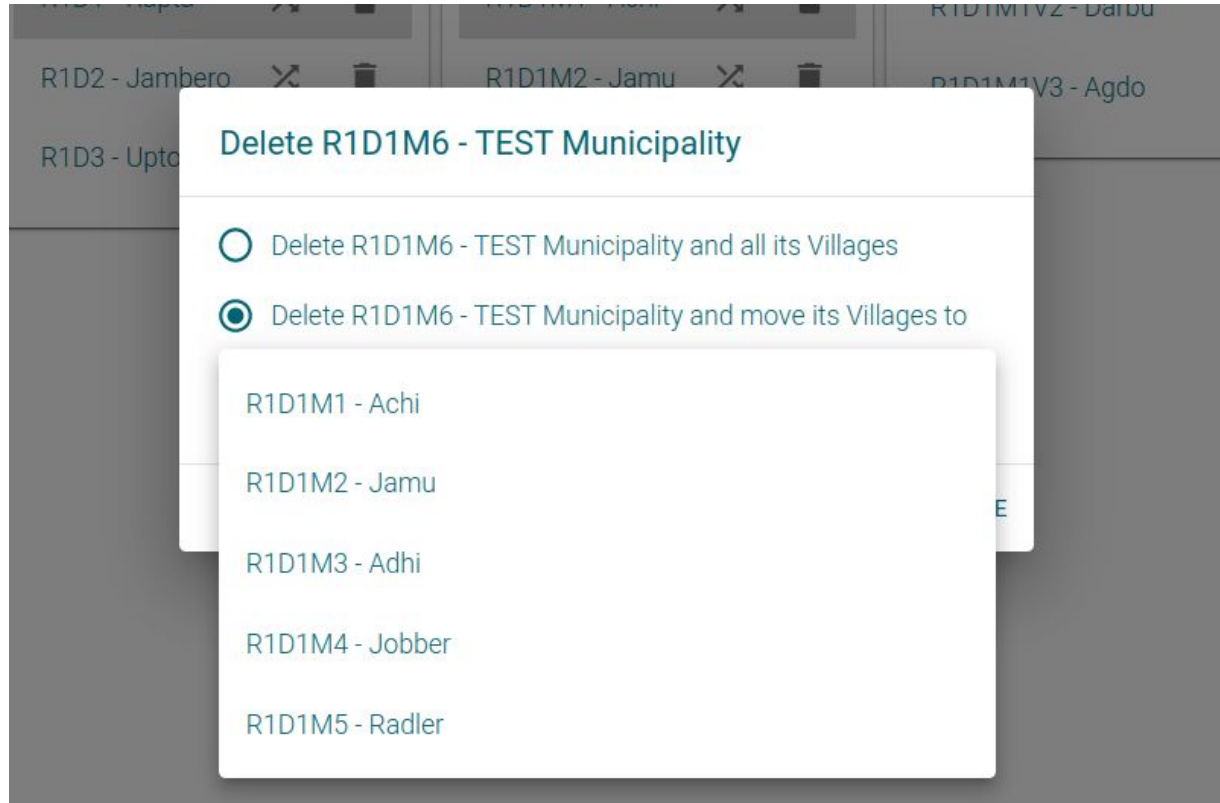 R1D1M1V2 - Darbu
R1D2 - Jambero
R1D1M2 - Jamu
R1D1M1V3 - Agdo
R1D3 -
Delete R1D1M6 - TEST Municipality
Delete R1D1M6 - TEST Municipality and all its Villages
Delete R1D1M6 - TEST Municipality and move its Villages to
R1D1M1 - Achi
R1D1M2 - Jamu
E
R1D1M3 - Adhi
R1D1M4 - Jobber
R1D1M5 - Radler